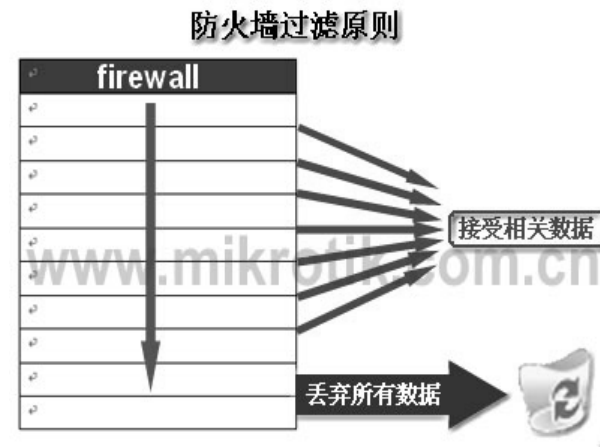 防火墙过滤原则
firewall
接受相关数据
www.mikrotik.com.cn
丢弃所有数据